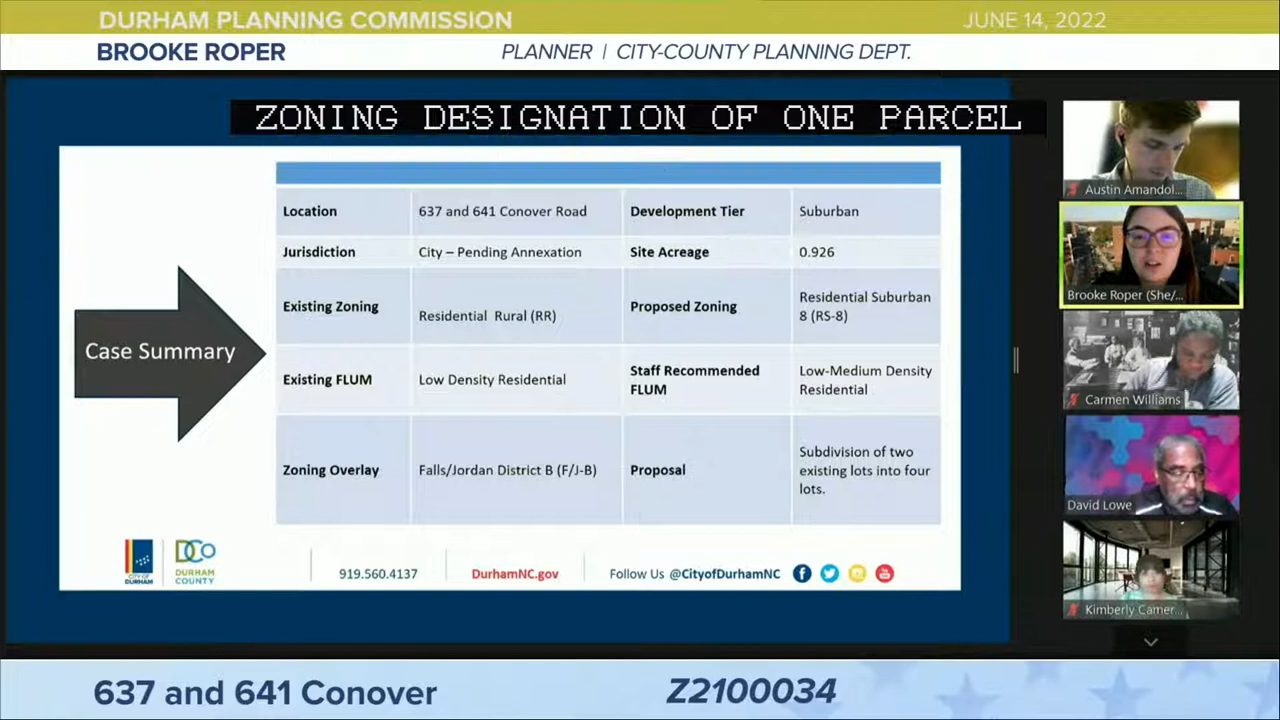 DURHAM PLANNING COMMISSION
JUNE 14, 2022
BROOKE ROPER
PLANNER | CITY-COUNTY PLANNING DEPT.
ZONING DESIGNATION OF ONE PARCEL
Case Summary
Location
637 and 641 Conover Road
Development Tier
Suburban
Jurisdiction
City – Pending Annexation
Site Acreage
0.926
Existing Zoning
Residential Rural (RR)
Proposed Zoning
Residential Suburban
8 (RS-8)
Existing FLUM
Low Density Residential
Staff Recommended
FLUM
Low-Medium Density
Residential
Zoning Overlay
Falls/Jordan District B (F/J-B)
Proposal
Subdivision of two
existing lots into four
lots.
CITY OF
DURHAM
DCo
DURHAM
COUNTY
919.560.4137
DurhamNC.gov
Follow Us @CityofDurhamNC
Austin Amandol...
Brooke Roper (She/...
Carmen Williams
David Lowe
Kimberly Camer...
637 and 641 Conover
Z2100034